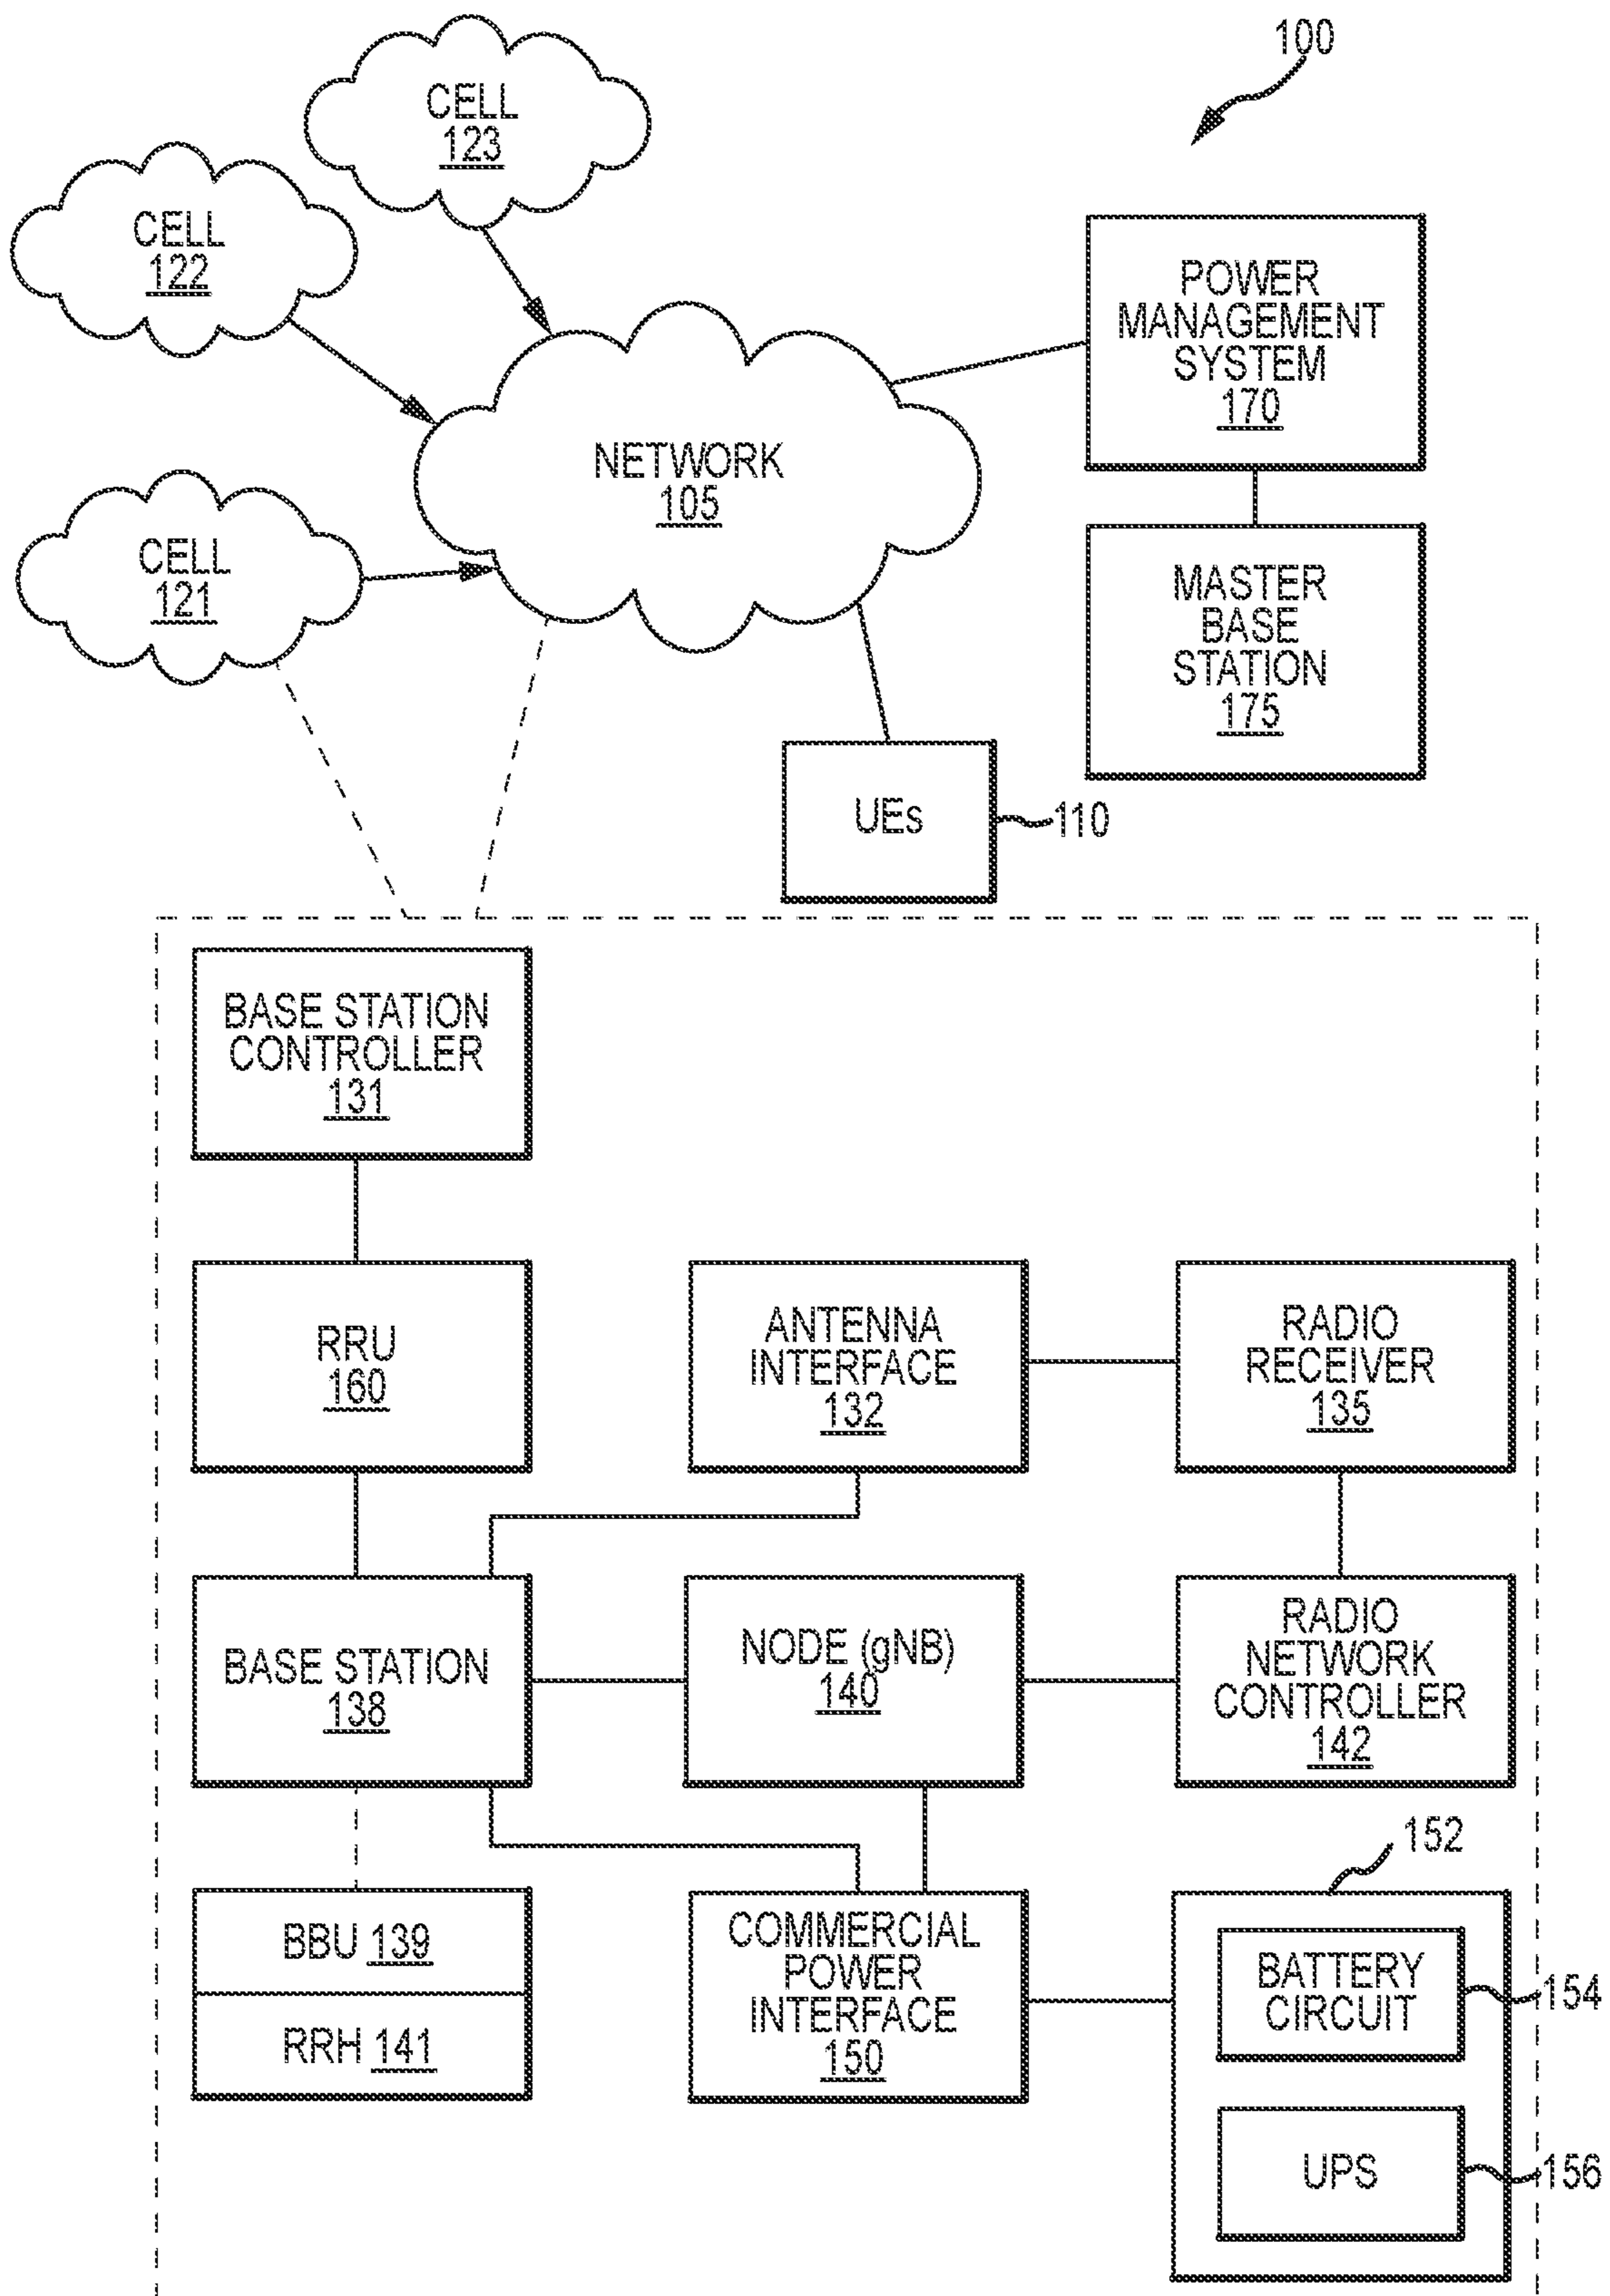 100
CELL
123
CELL
122
POWER
MANAGEMENT
SYSTEM
170
NETWORK
105
CELL
121
MASTER
BASE
STATION
175
UEs
110
BASE STATION
CONTROLLER
131
RRU
160
ANTENNA
INTERFACE
132
RADIO
RECEIVER
135
BASE STATION
138
NODE (gNB)
140
RADIO
NETWORK
CONTROLLER
142
152
BBU 139
RRH 141
COMMERCIAL
POWER
INTERFACE
150
BATTERY
CIRCUIT
154
UPS
156